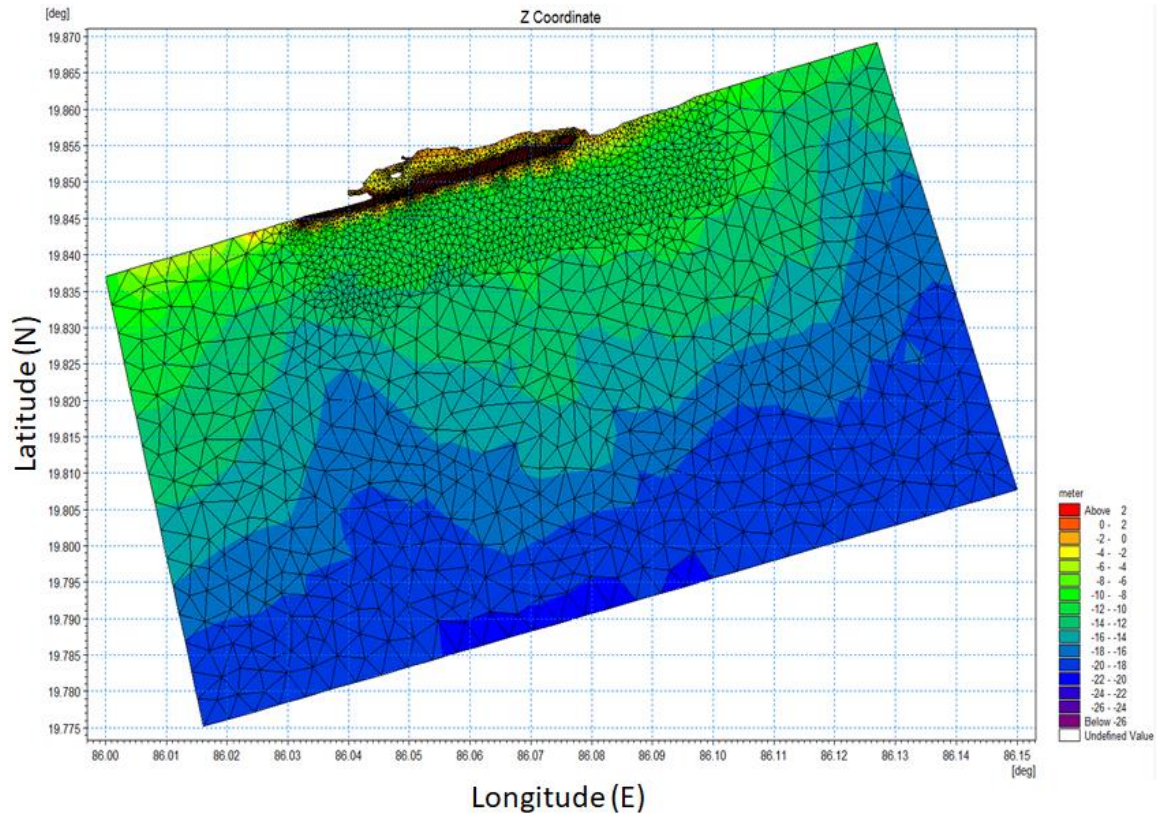 Z Coordinate
[deg]
19.870
19.865
19.860
19.855
19.850
19.845
19.840
19.835
19.830
19.825
19.820
19.815
19.810
19.805
19.800
19.795
19.790
19.785
19.780
19.775
Latitude (N)
86.00 86.01 86.02 86.03 86.04 86.05 86.06 86.07 86.08 86.09 86.10 86.11 86.12 86.13 86.14 86.15
[deg]
Longitude (E)
meter
Above 2
0 - 2
-2 - 0
-4 - -2
-6 - -4
-8 - -6
-10 - -8
-12 - -10
-14 - -12
-16 - -14
-18 - -16
-20 - -18
-22 - -20
-24 - -22
-26 - -24
Below -26
Undefined Value